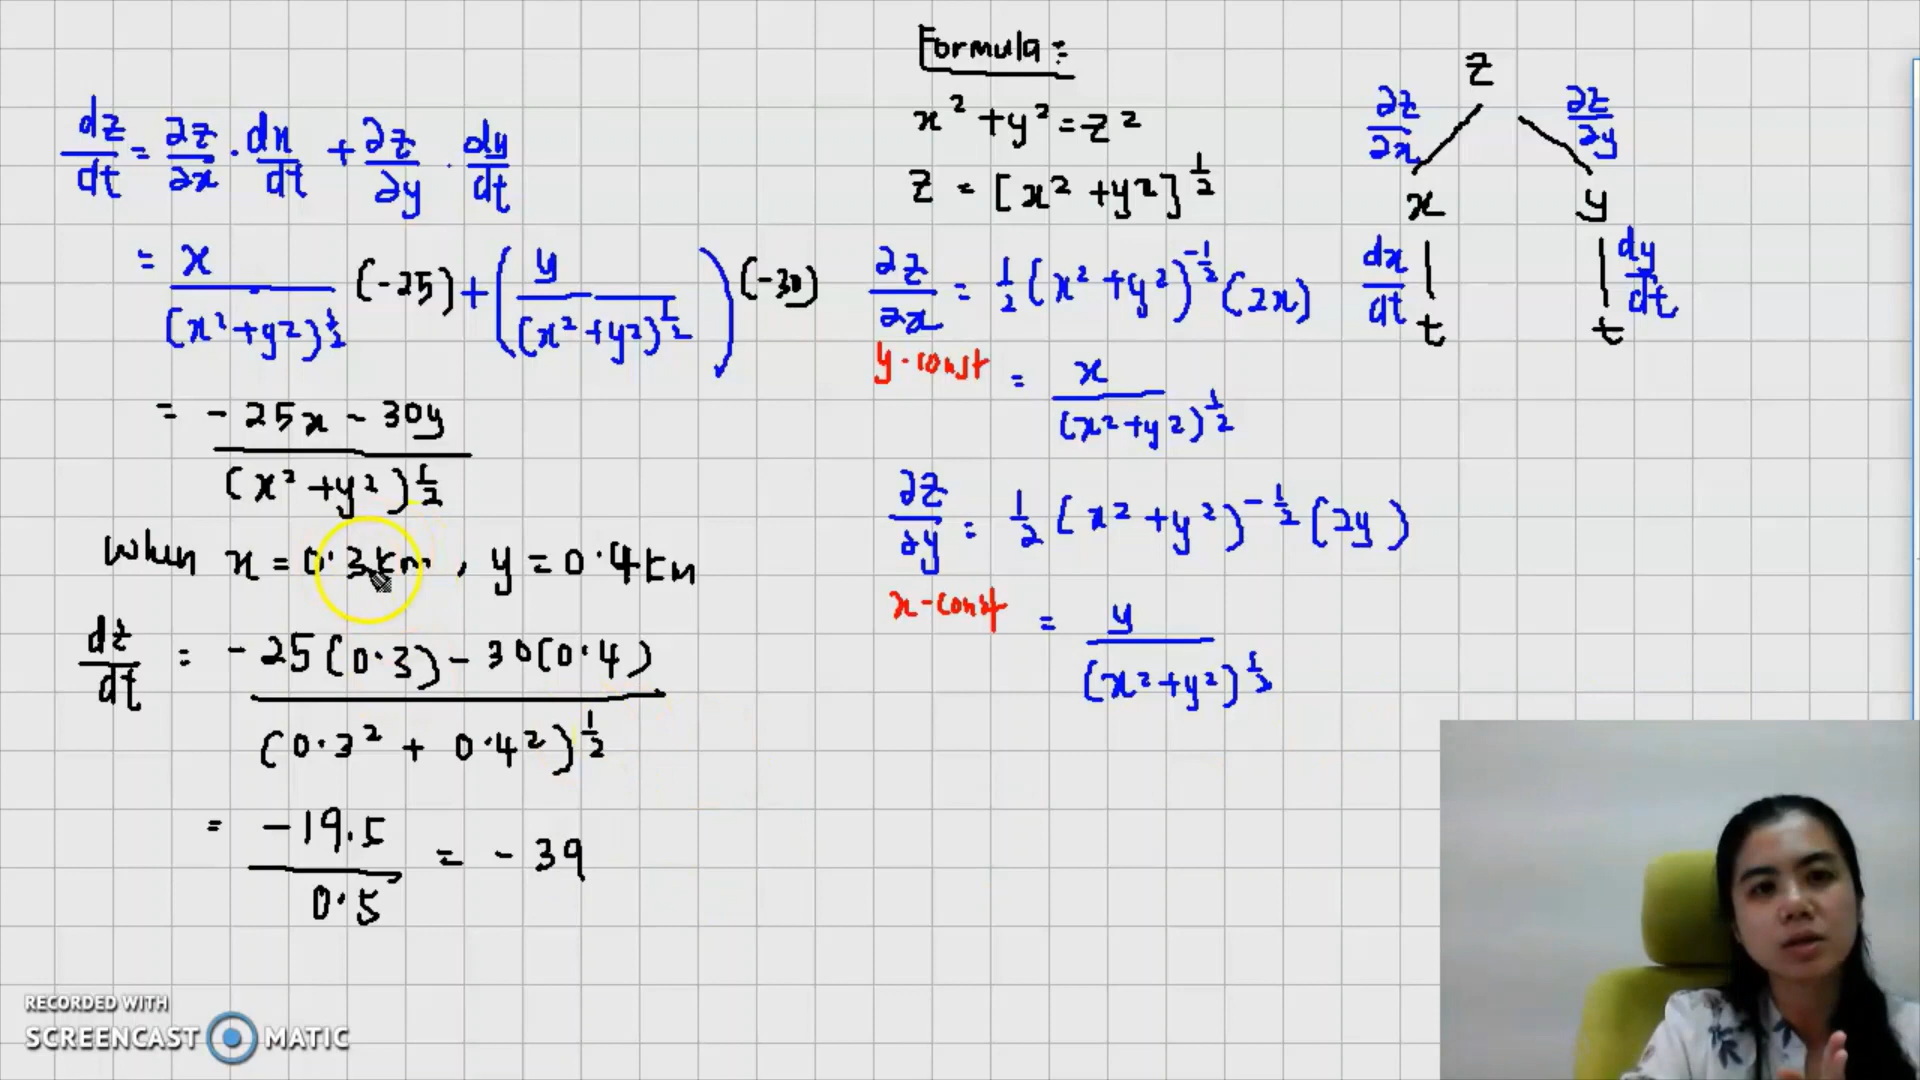 Formula:
x² + y² = z²
z = [x² + y²]^½
dz/dt = ∂z/∂x · dx/dt + ∂z/∂y · dy/dt
= x/(x² + y²)^½ (-25) + (y/(x² + y²)^½) (-30)
= -25x - 30y/(x² + y²)^½
When x = 0.3km, y = 0.4km
dz/dt = -25(0.3) - 30(0.4)/(0.3² + 0.4²)^½
= -19.5/0.5 = -39
∂z/∂x = ½(x² + y²)^-½ (2x)
y-const
= x/(x² + y²)^½
∂z/∂y = ½(x² + y²)^-½ (2y)
x-const
= y/(x² + y²)^½
z
∂z/∂x ∂z/∂y
x y
dx/dt dy/dt
t t
RECORDED WITH
SCREENCAST MATIC